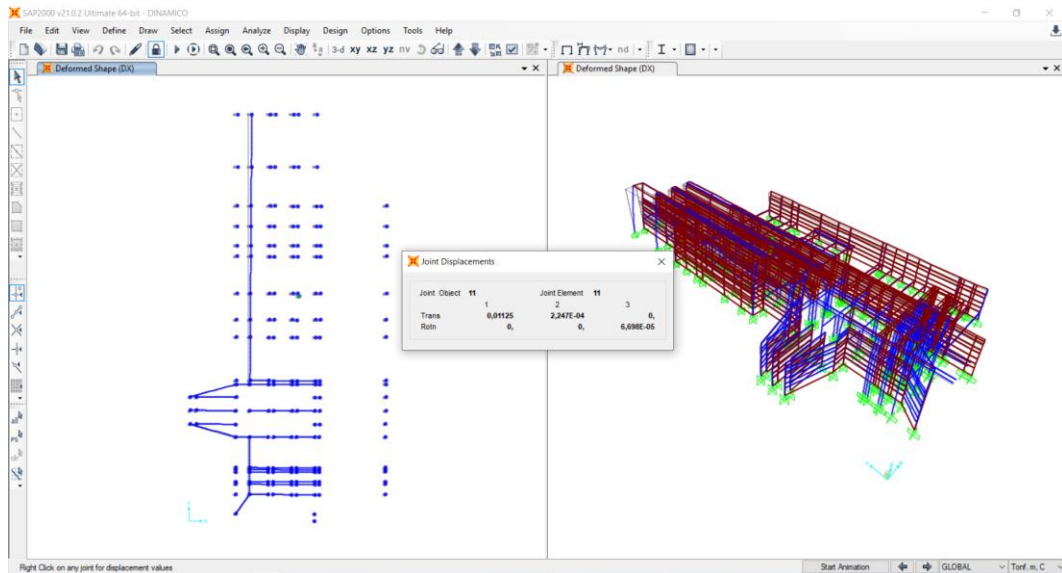 SAP2000 v21.0.2 Ultimate 64-bit - DINAMICO
File Edit View Define Draw Select Assign Analyze Display Design Options Tools Help
3-d xy xz yz nv nd
Deformed Shape (DX)
Deformed Shape (DX)
Joint Displacements
Joint Object 11 Joint Element 11
1 2 3
Trans 0,01125 2,247E-04 0,
Rotn 0, 0, 6,698E-05
Right Click on any joint for displacement values
Start Animation GLOBAL Tonf, m, C